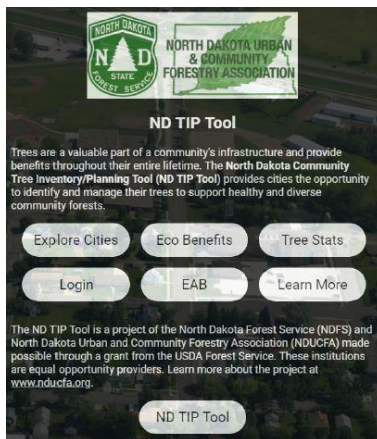 NORTH DAKOTA
N D
STATE
FOREST SERVICE
NORTH DAKOTA URBAN
& COMMUNITY
FORESTRY ASSOCIATION
ND TIP Tool
Trees are a valuable part of a community's infrastructure and provide
benefits throughout their entire lifetime. The North Dakota Community
Tree Inventory/Planning Tool (ND TIP Tool) provides cities the opportunity
to identify and manage their trees to support healthy and diverse
community forests.
Explore Cities Eco Benefits Tree Stats
Login EAB Learn More
The ND TIP Tool is a project of the North Dakota Forest Service (NDFS) and
North Dakota Urban and Community Forestry Association (NDUCFA) made
possible through a grant from the USDA Forest Service. These institutions
are equal opportunity providers. Learn more about the project at
www.nducfa.org.
ND TIP Tool